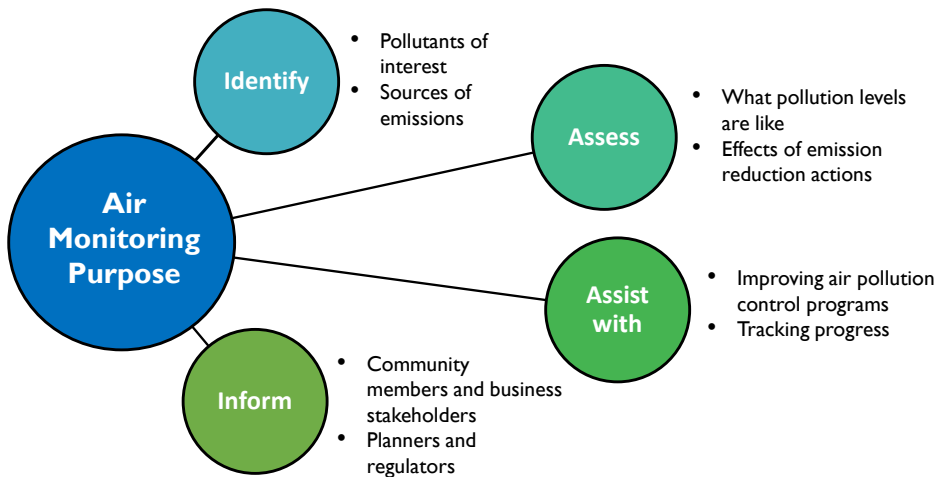 Air
Monitoring
Purpose
Identify
• Pollutants of
interest
• Sources of
emissions
Assess
• What pollution levels
are like
• Effects of emission
reduction actions
Assist
with
• Improving air pollution
control programs
• Tracking progress
Inform
• Community
members and business
stakeholders
• Planners and
regulators